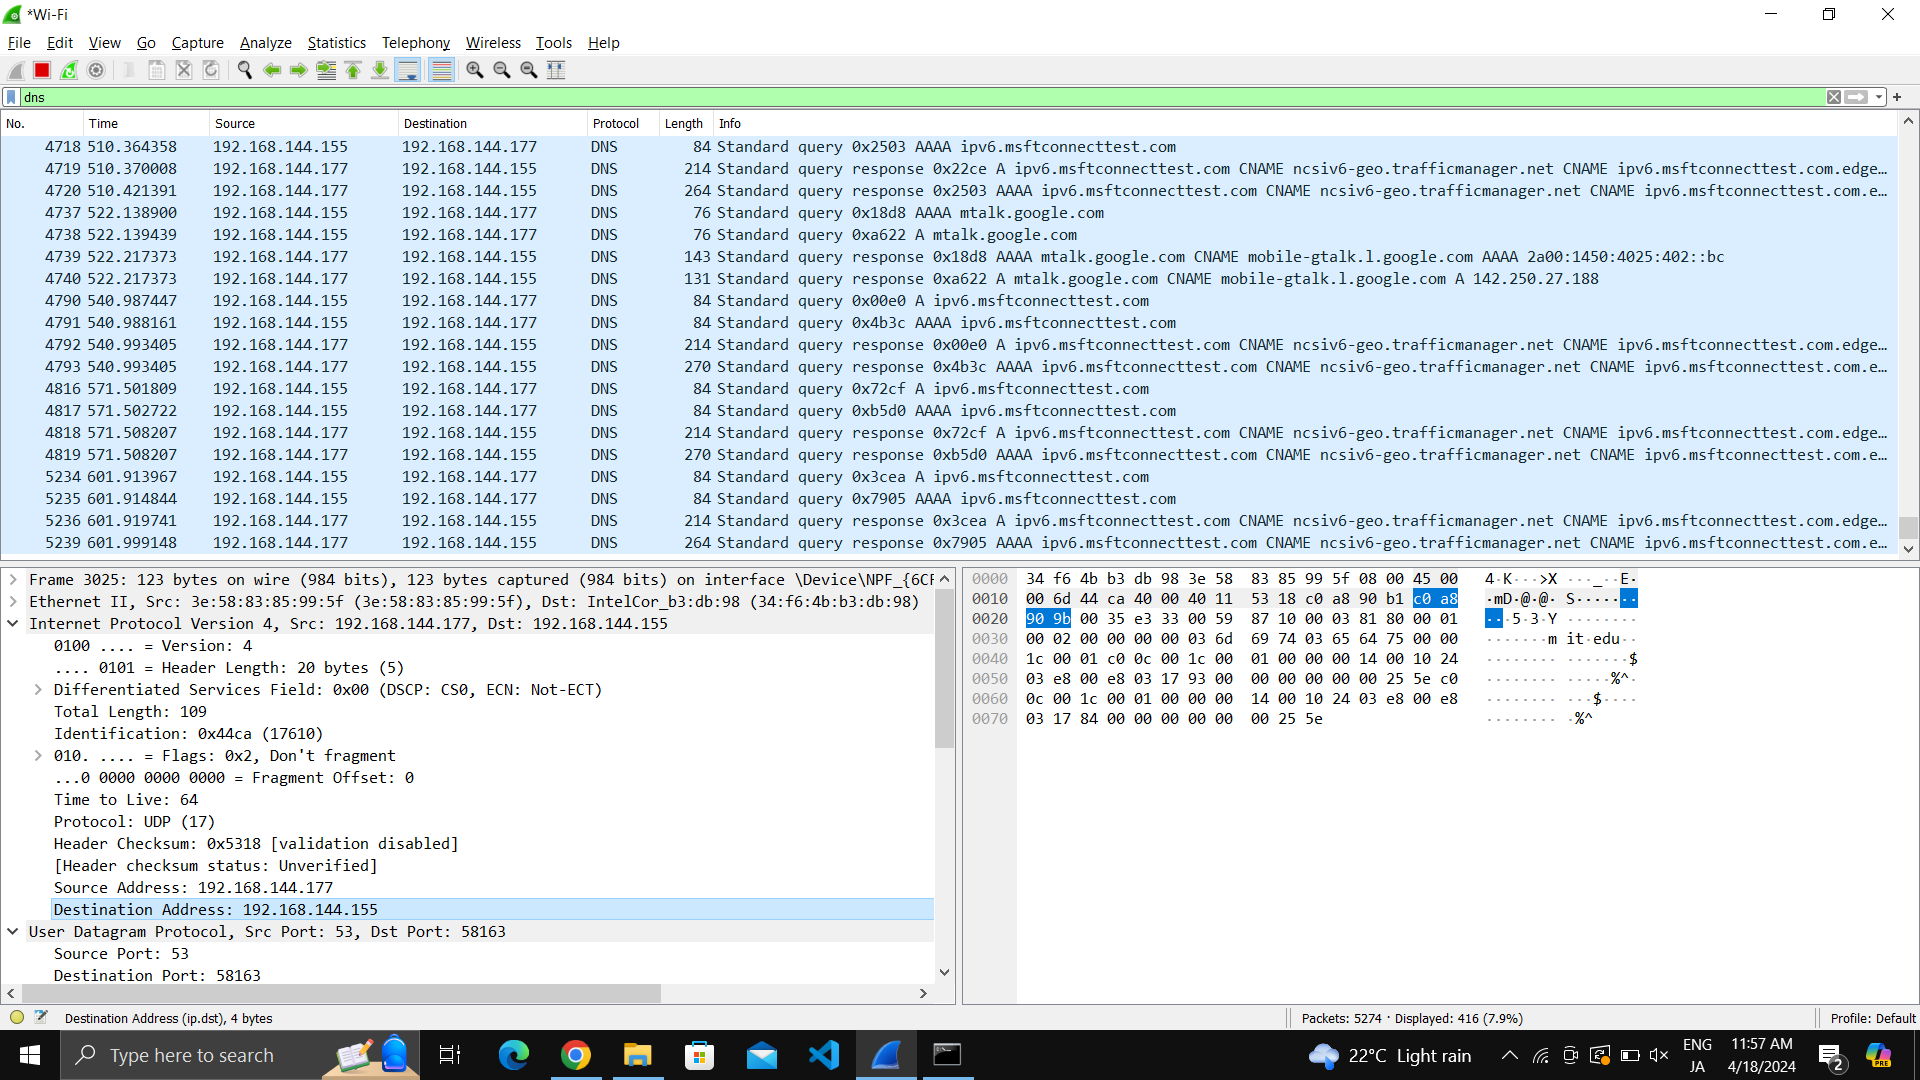 *Wi-Fi
File Edit View Go Capture Analyze Statistics Telephony Wireless Tools Help
dns
No. Time Source Destination Protocol Length Info
4718 510.364358 192.168.144.155 192.168.144.177 DNS 84 Standard query 0x2503 AAAA ipv6.msftconnecttest.com
4719 510.370008 192.168.144.177 192.168.144.155 DNS 214 Standard query response 0x22ce A ipv6.msftconnecttest.com CNAME ncsiv6-geo.trafficmanager.net CNAME ipv6.msftconnecttest.com.edge…
4720 510.421391 192.168.144.177 192.168.144.155 DNS 264 Standard query response 0x2503 AAAA ipv6.msftconnecttest.com CNAME ncsiv6-geo.trafficmanager.net CNAME ipv6.msftconnecttest.com.e…
4737 522.138900 192.168.144.155 192.168.144.177 DNS 76 Standard query 0x18d8 AAAA mtalk.google.com
4738 522.139439 192.168.144.155 192.168.144.177 DNS 76 Standard query 0xa622 A mtalk.google.com
4739 522.217373 192.168.144.177 192.168.144.155 DNS 143 Standard query response 0x18d8 AAAA mtalk.google.com CNAME mobile-gtalk.l.google.com AAAA 2a00:1450:4025:402::bc
4740 522.217373 192.168.144.177 192.168.144.155 DNS 131 Standard query response 0xa622 A mtalk.google.com CNAME mobile-gtalk.l.google.com A 142.250.27.188
4790 540.987447 192.168.144.155 192.168.144.177 DNS 84 Standard query 0x00e0 A ipv6.msftconnecttest.com
4791 540.988161 192.168.144.155 192.168.144.177 DNS 84 Standard query 0x4b3c AAAA ipv6.msftconnecttest.com
4792 540.993405 192.168.144.177 192.168.144.155 DNS 214 Standard query response 0x00e0 A ipv6.msftconnecttest.com CNAME ncsiv6-geo.trafficmanager.net CNAME ipv6.msftconnecttest.com.edge…
4793 540.993405 192.168.144.177 192.168.144.155 DNS 270 Standard query response 0x4b3c AAAA ipv6.msftconnecttest.com CNAME ncsiv6-geo.trafficmanager.net CNAME ipv6.msftconnecttest.com.e…
4816 571.501809 192.168.144.155 192.168.144.177 DNS 84 Standard query 0x72cf A ipv6.msftconnecttest.com
4817 571.502722 192.168.144.155 192.168.144.177 DNS 84 Standard query 0xb5d0 AAAA ipv6.msftconnecttest.com
4818 571.508207 192.168.144.177 192.168.144.155 DNS 214 Standard query response 0x72cf A ipv6.msftconnecttest.com CNAME ncsiv6-geo.trafficmanager.net CNAME ipv6.msftconnecttest.com.edge…
4819 571.508207 192.168.144.177 192.168.144.155 DNS 270 Standard query response 0xb5d0 AAAA ipv6.msftconnecttest.com CNAME ncsiv6-geo.trafficmanager.net CNAME ipv6.msftconnecttest.com.e…
5234 601.913967 192.168.144.155 192.168.144.177 DNS 84 Standard query 0x3cea A ipv6.msftconnecttest.com
5235 601.914844 192.168.144.155 192.168.144.177 DNS 84 Standard query 0x7905 AAAA ipv6.msftconnecttest.com
5236 601.919741 192.168.144.177 192.168.144.155 DNS 214 Standard query response 0x3cea A ipv6.msftconnecttest.com CNAME ncsiv6-geo.trafficmanager.net CNAME ipv6.msftconnecttest.com.edge…
5239 601.999148 192.168.144.177 192.168.144.155 DNS 264 Standard query response 0x7905 AAAA ipv6.msftconnecttest.com CNAME ncsiv6-geo.trafficmanager.net CNAME ipv6.msftconnecttest.com.e…
Frame 3025: 123 bytes on wire (984 bits), 123 bytes captured (984 bits) on interface \Device\NPF_{6CF
Ethernet II, Src: 3e:58:83:85:99:5f (3e:58:83:85:99:5f), Dst: IntelCor_b3:db:98 (34:f6:4b:b3:db:98)
Internet Protocol Version 4, Src: 192.168.144.177, Dst: 192.168.144.155
0100 .... = Version: 4
.... 0101 = Header Length: 20 bytes (5)
Differentiated Services Field: 0x00 (DSCP: CS0, ECN: Not-ECT)
Total Length: 109
Identification: 0x44ca (17610)
010. .... = Flags: 0x2, Don't fragment
...0 0000 0000 0000 = Fragment Offset: 0
Time to Live: 64
Protocol: UDP (17)
Header Checksum: 0x5318 [validation disabled]
[Header checksum status: Unverified]
Source Address: 192.168.144.177
Destination Address: 192.168.144.155
User Datagram Protocol, Src Port: 53, Dst Port: 58163
Source Port: 53
Destination Port: 58163
0000 34 f6 4b b3 db 98 3e 58 83 85 99 5f 08 00 45 00 4·K···>X ···_··E·
0010 00 6d 44 ca 40 00 40 11 53 18 c0 a8 90 b1 c0 a8 ·mD·@·@· S·······
0020 90 9b 00 35 e3 33 00 59 87 10 00 03 81 80 00 01 ···5·3·Y ········
0030 00 02 00 00 00 00 03 6d 69 74 03 65 64 75 00 00 ·······m it·edu··
0040 1c 00 01 c0 0c 00 1c 00 01 00 00 00 14 00 10 24 ········ ·······$
0050 03 e8 00 e8 03 17 93 00 00 00 00 00 00 25 5e c0 ········ ·····%^·
0060 0c 00 1c 00 01 00 00 00 14 00 10 24 03 e8 00 e8 ········ ···$····
0070 03 17 84 00 00 00 00 00 00 25 5e ········ ·%^
Destination Address (ip.dst), 4 bytes
Packets: 5274 · Displayed: 416 (7.9%)
Profile: Default
Type here to search
22°C Light rain
ENG
JA
11:57 AM
4/18/2024
2
PRE